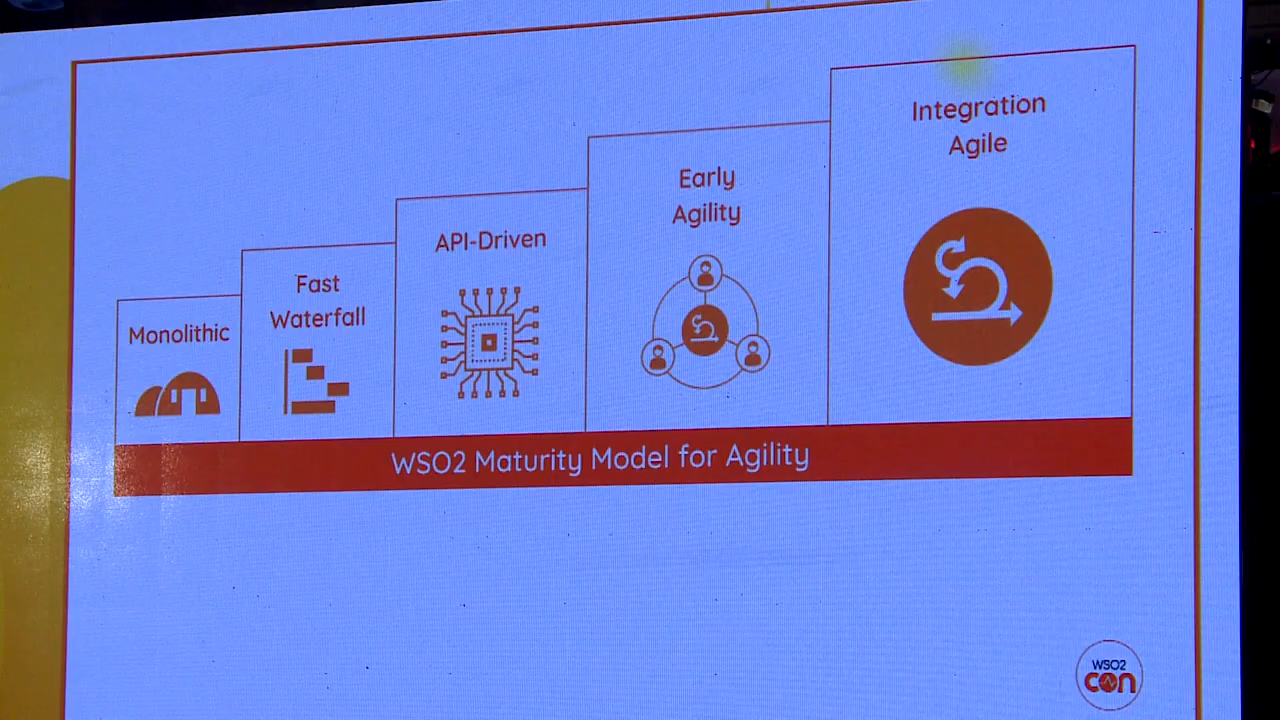 Monolithic
Fast
Waterfall
API-Driven
Early
Agility
Integration
Agile
WSO2 Maturity Model for Agility
WSO2
con